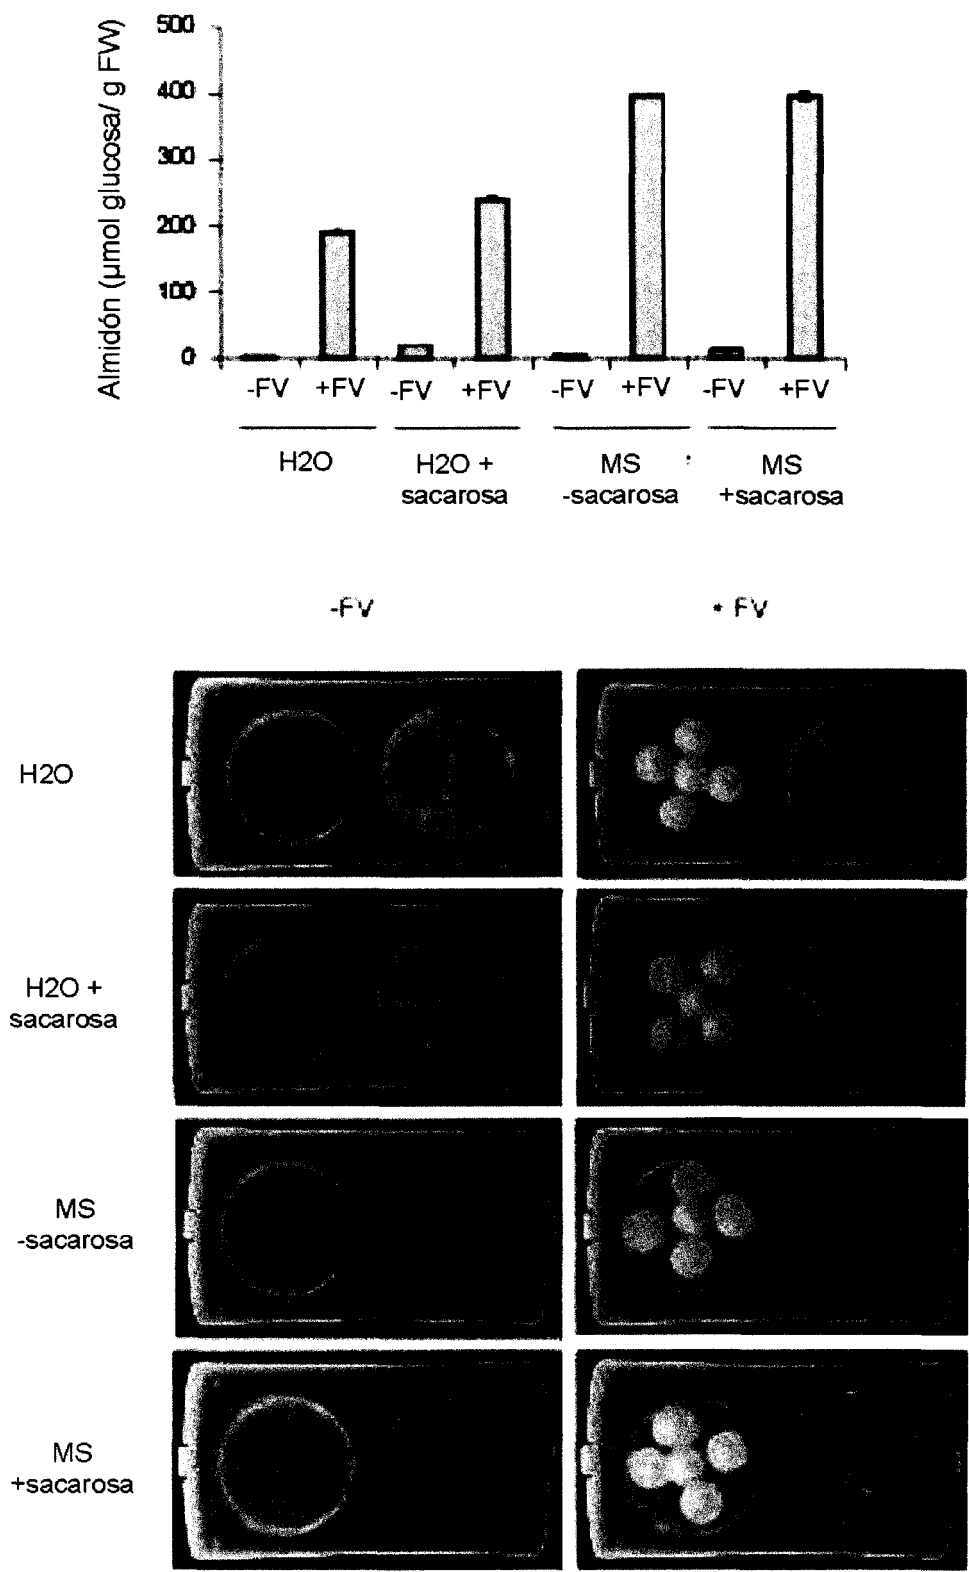 Almidón (µmol glucosa/ g FW)
500
400
300
200
100
0
-FV +FV -FV +FV -FV +FV -FV +FV
H2O H2O + MS MS
sacarosa -sacarosa +sacarosa
-FV + FV
H2O
H2O +
sacarosa
MS
-sacarosa
MS
+sacarosa